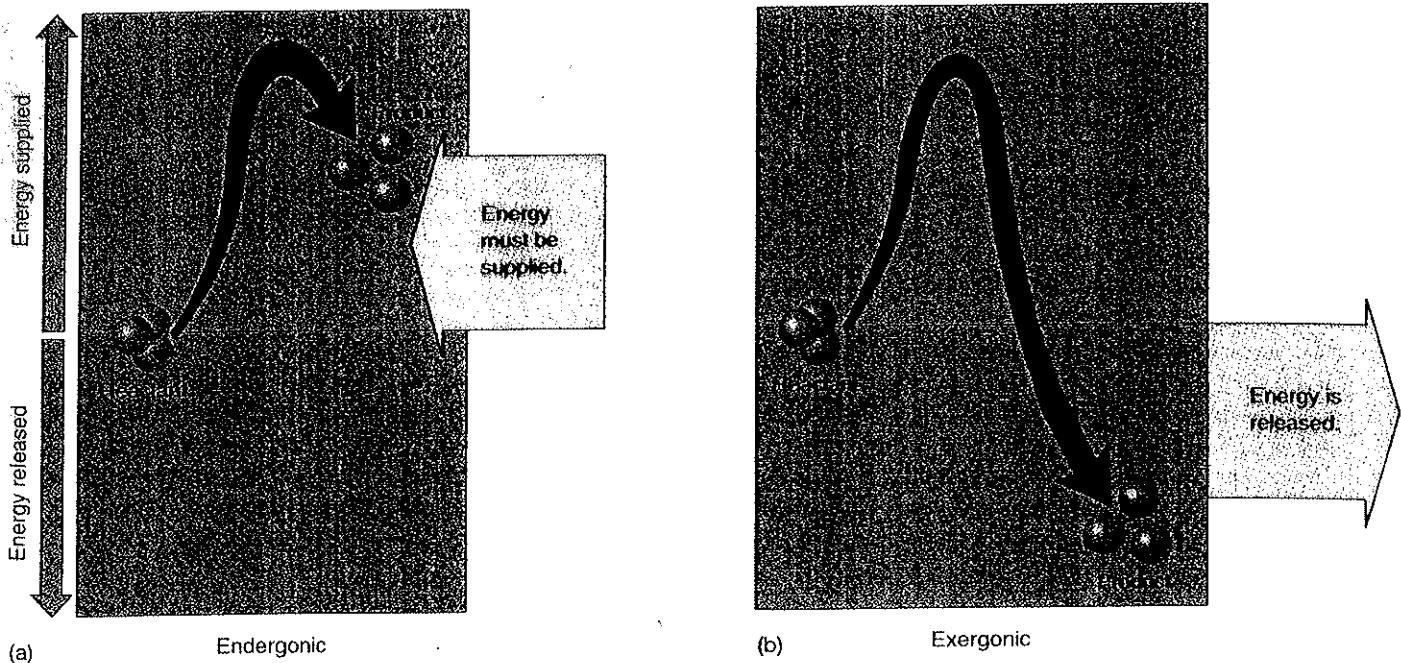 Energy supplied
Energy released
Energy
must be
supplied.
(a)
Endergonic
Energy is
released.
(b)
Exergonic